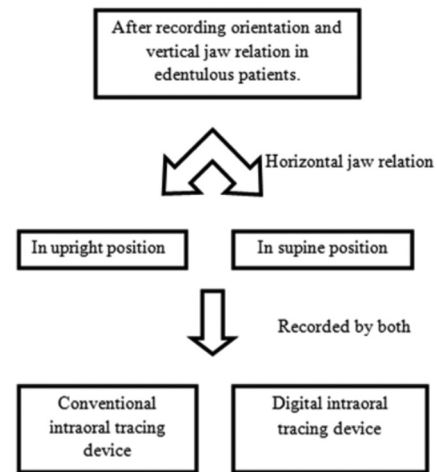 After recording orientation and
vertical jaw relation in
edentulous patients.
Horizontal jaw relation
In upright position
In supine position
Recorded by both
Conventional
intraoral tracing
device
Digital intraoral
tracing device